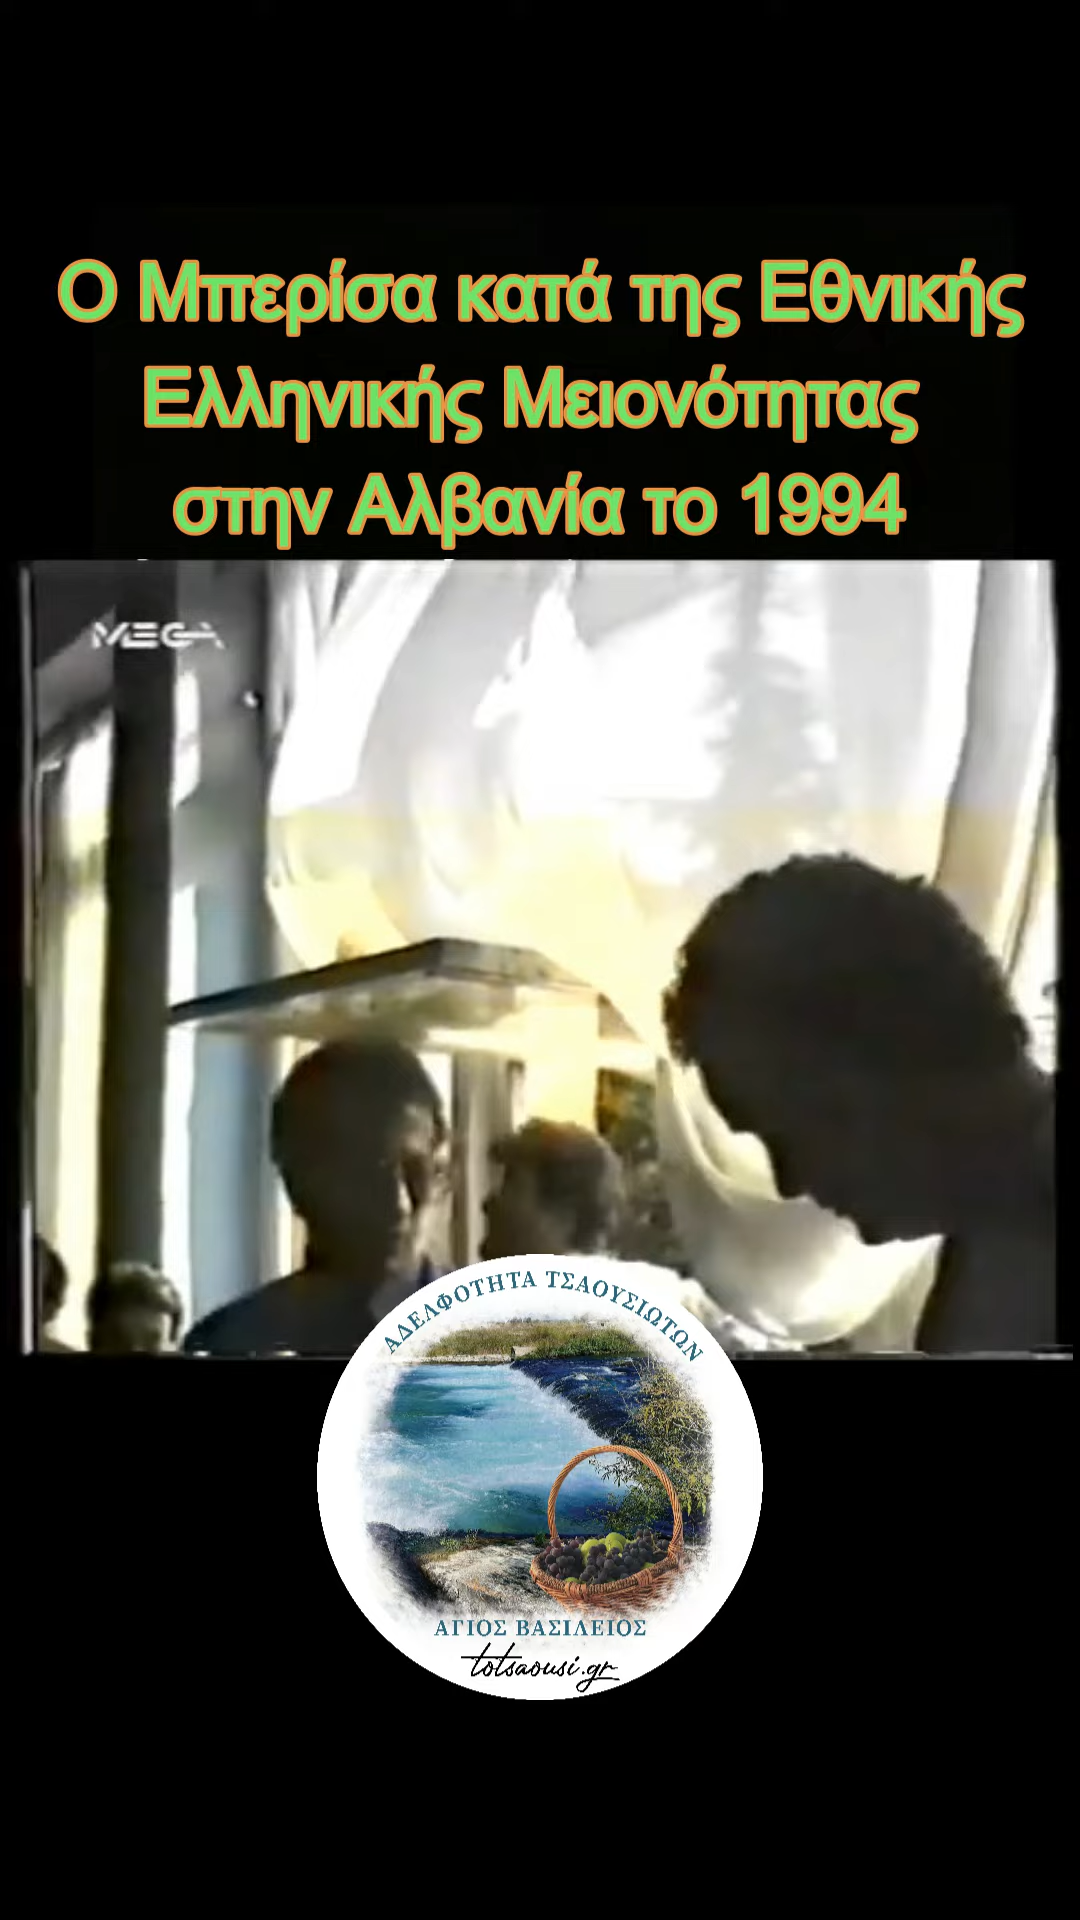 Ο Μπερίσα κατά της Εθνικής
Ελληνικής Μειονότητας
στην Αλβανία το 1994
MEGA
ΑΔΕΛΦΟΤΗΤΑ ΤΣΑΟΥΣΙΩΤΩΝ
ΑΓΙΟΣ ΒΑΣΙΛΕΙΟΣ
totsaousi.gr